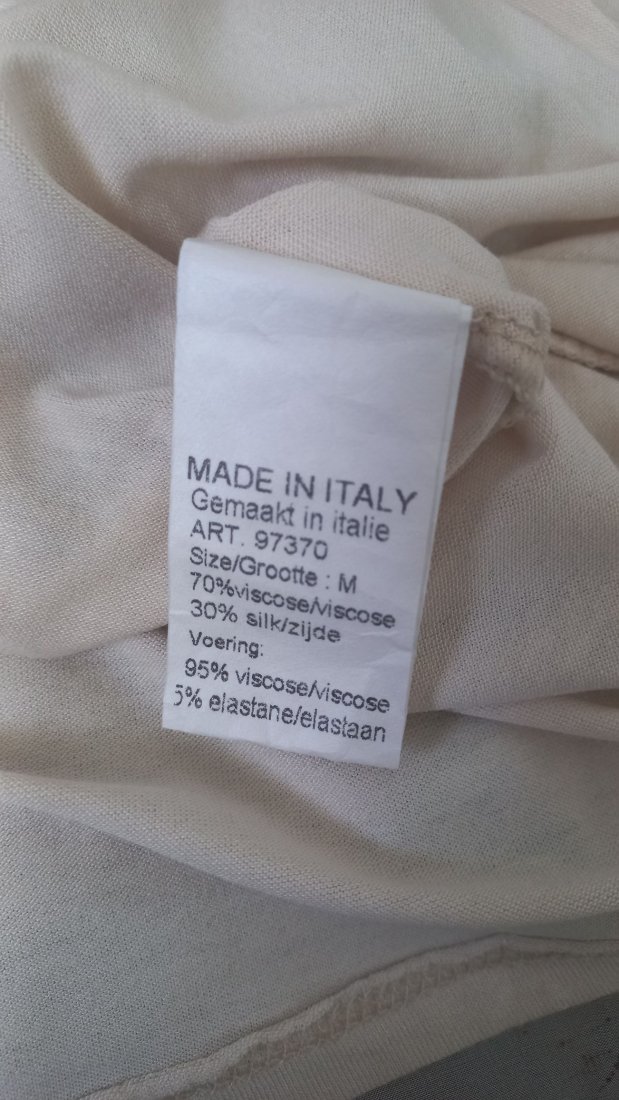 MADE IN ITALY
Gemaakt in italie
ART. 97370
Size/Grootte : M
70%viscose/viscose
30% silk/zijde
Voering:
95% viscose/viscose
5% elastane/elastaan